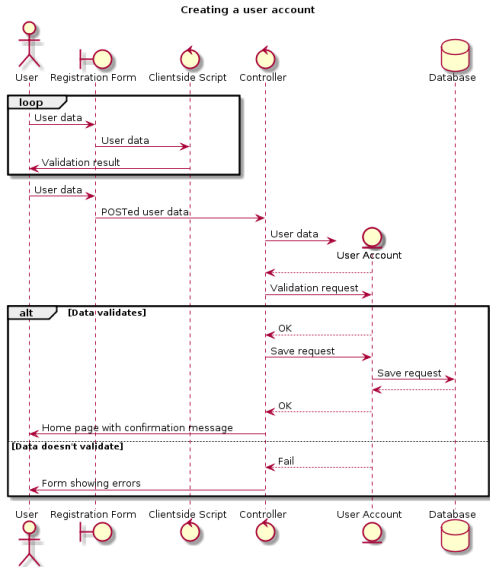 Creating a user account
User
Registration Form
Clientside Script
Controller
Database
loop
User data
User data
Validation result
User data
POSTed user data
User data
User Account
Validation request
alt [Data validates]
OK
Save request
Save request
OK
Home page with confirmation message
[Data doesn't validate]
Fail
Form showing errors
User
Registration Form
Clientside Script
Controller
User Account
Database